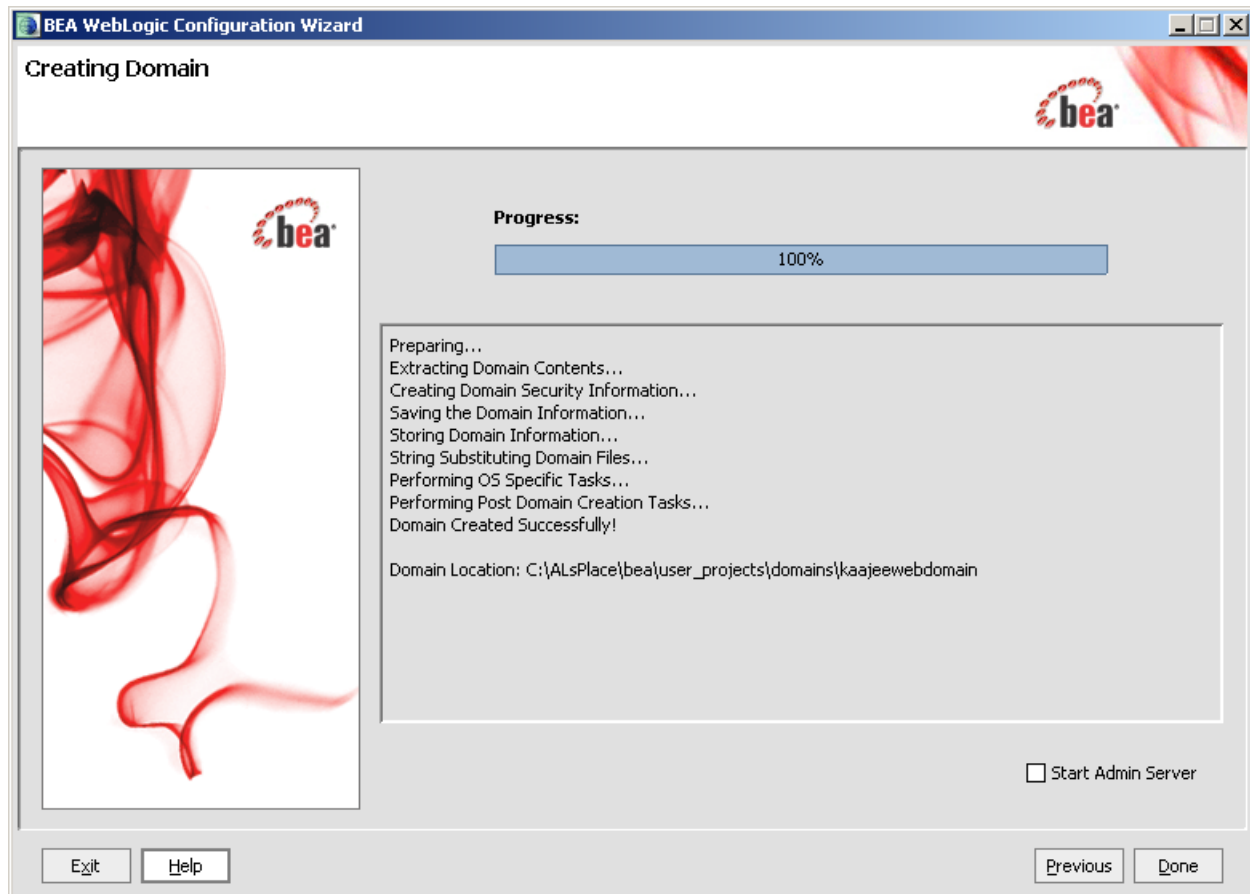 BEA WebLogic Configuration Wizard
Creating Domain
bea
bea
Progress:
100%
Preparing...
Extracting Domain Contents...
Creating Domain Security Information...
Saving the Domain Information...
Storing Domain Information...
String Substituting Domain Files...
Performing OS Specific Tasks...
Performing Post Domain Creation Tasks...
Domain Created Successfully!
Domain Location: C:\ALsPlace\bea\user_projects\domains\kaajeewebdomain
Start Admin Server
Exit Help Previous Done